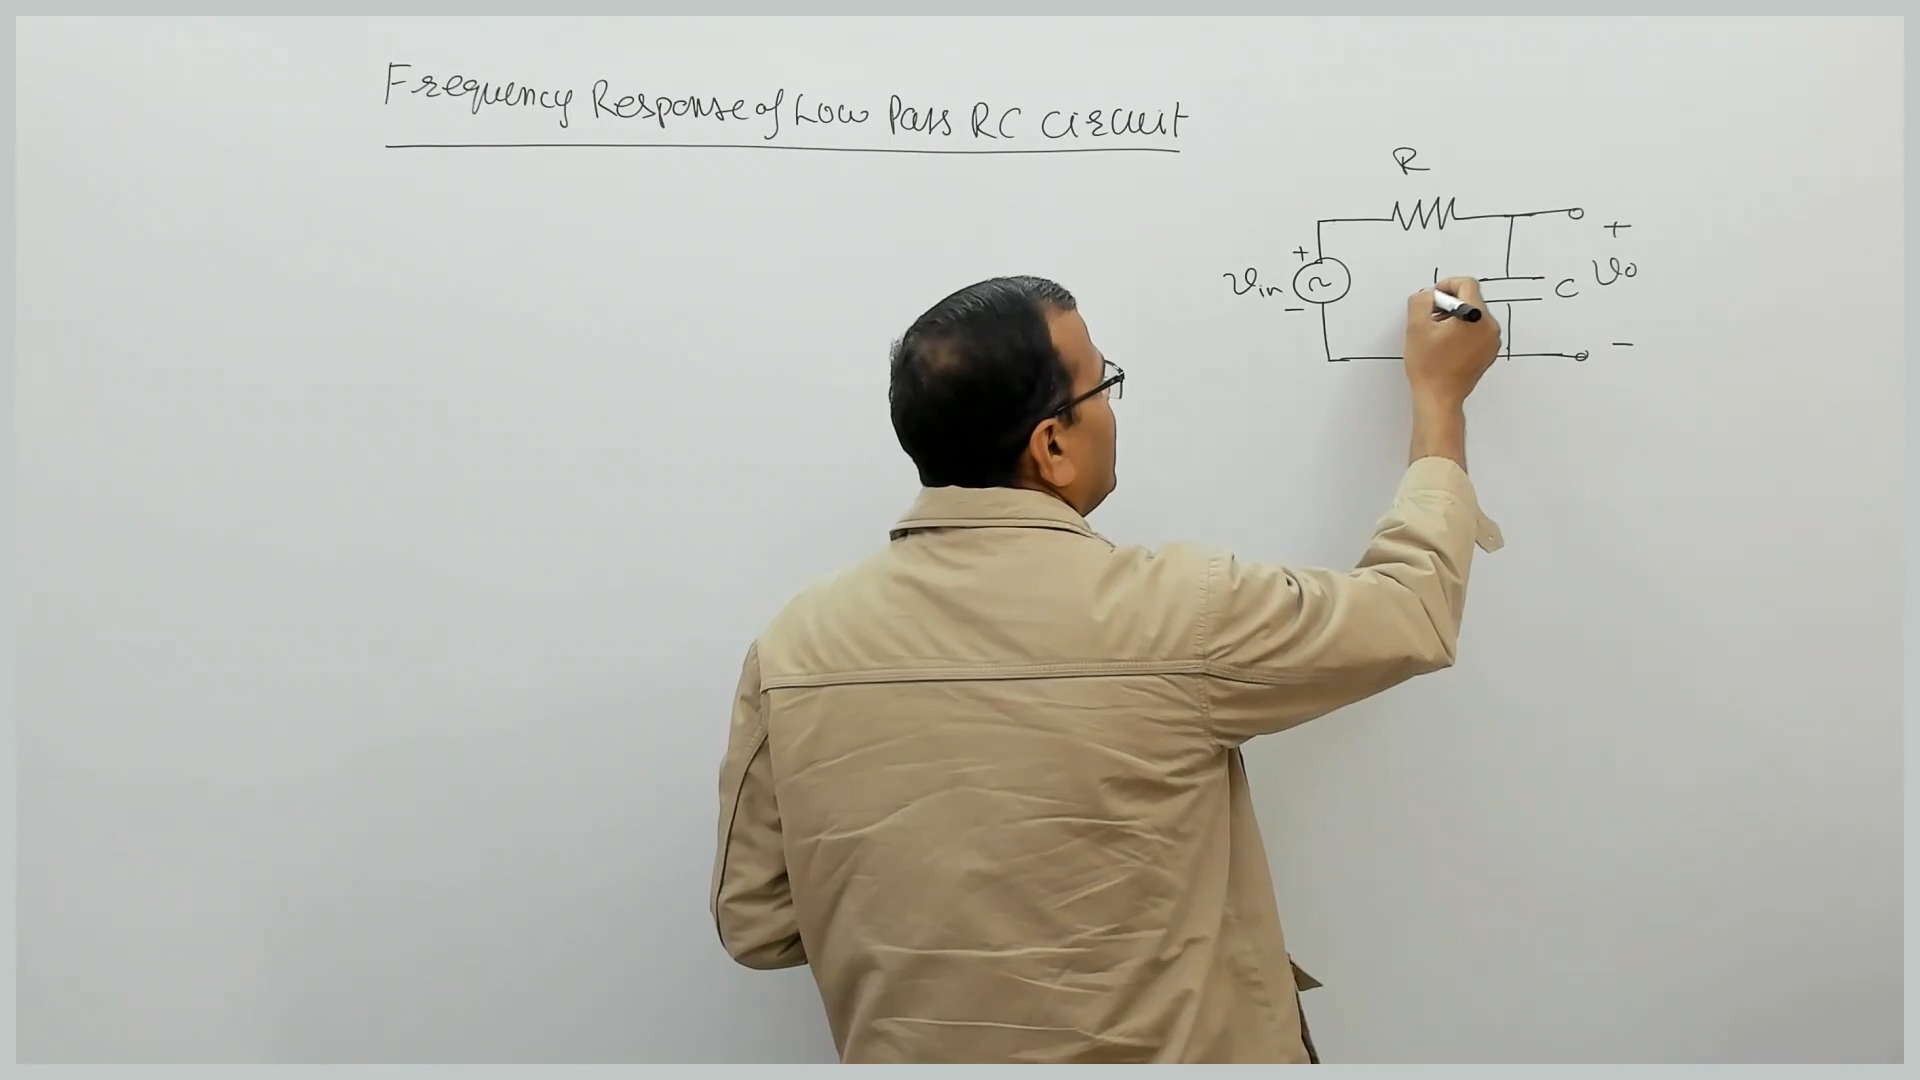 Frequency Response of Low Pass RC Circuit
R
+
+
Vin
~
C
Vo
−
−